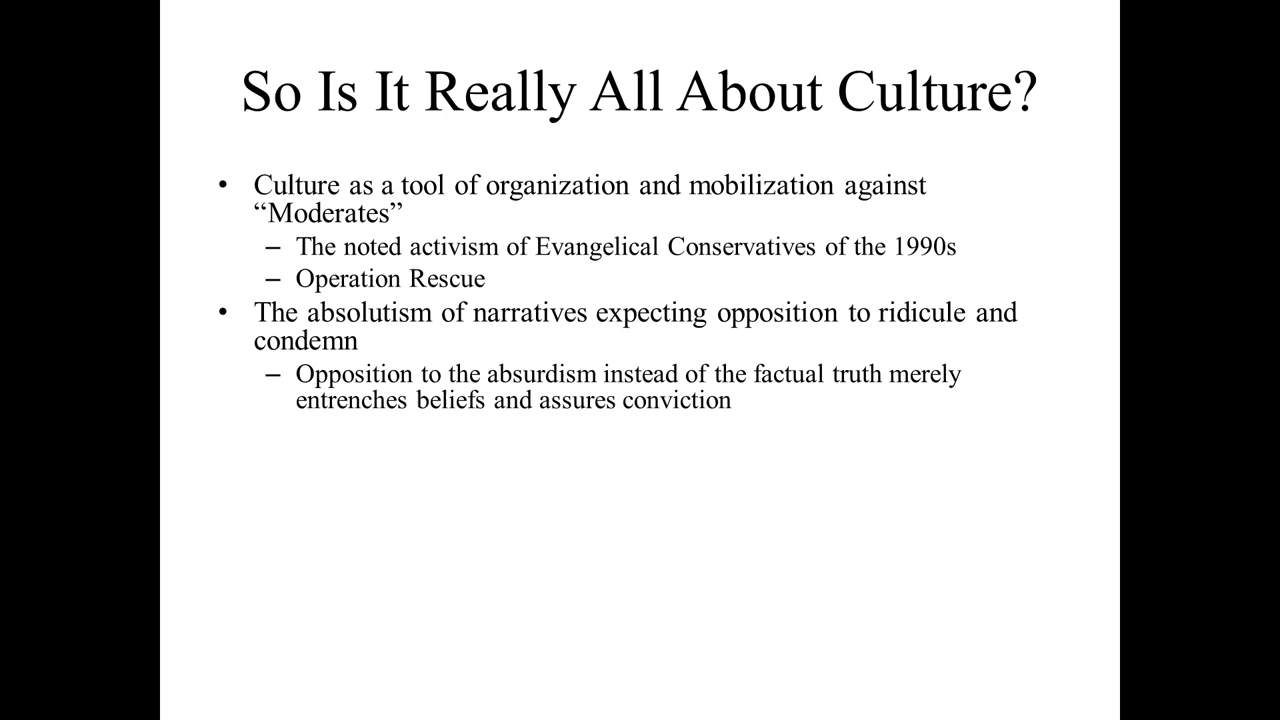 So Is It Really All About Culture?
• Culture as a tool of organization and mobilization against
“Moderates”
– The noted activism of Evangelical Conservatives of the 1990s
– Operation Rescue
• The absolutism of narratives expecting opposition to ridicule and
condemn
– Opposition to the absurdism instead of the factual truth merely
entrenches beliefs and assures conviction